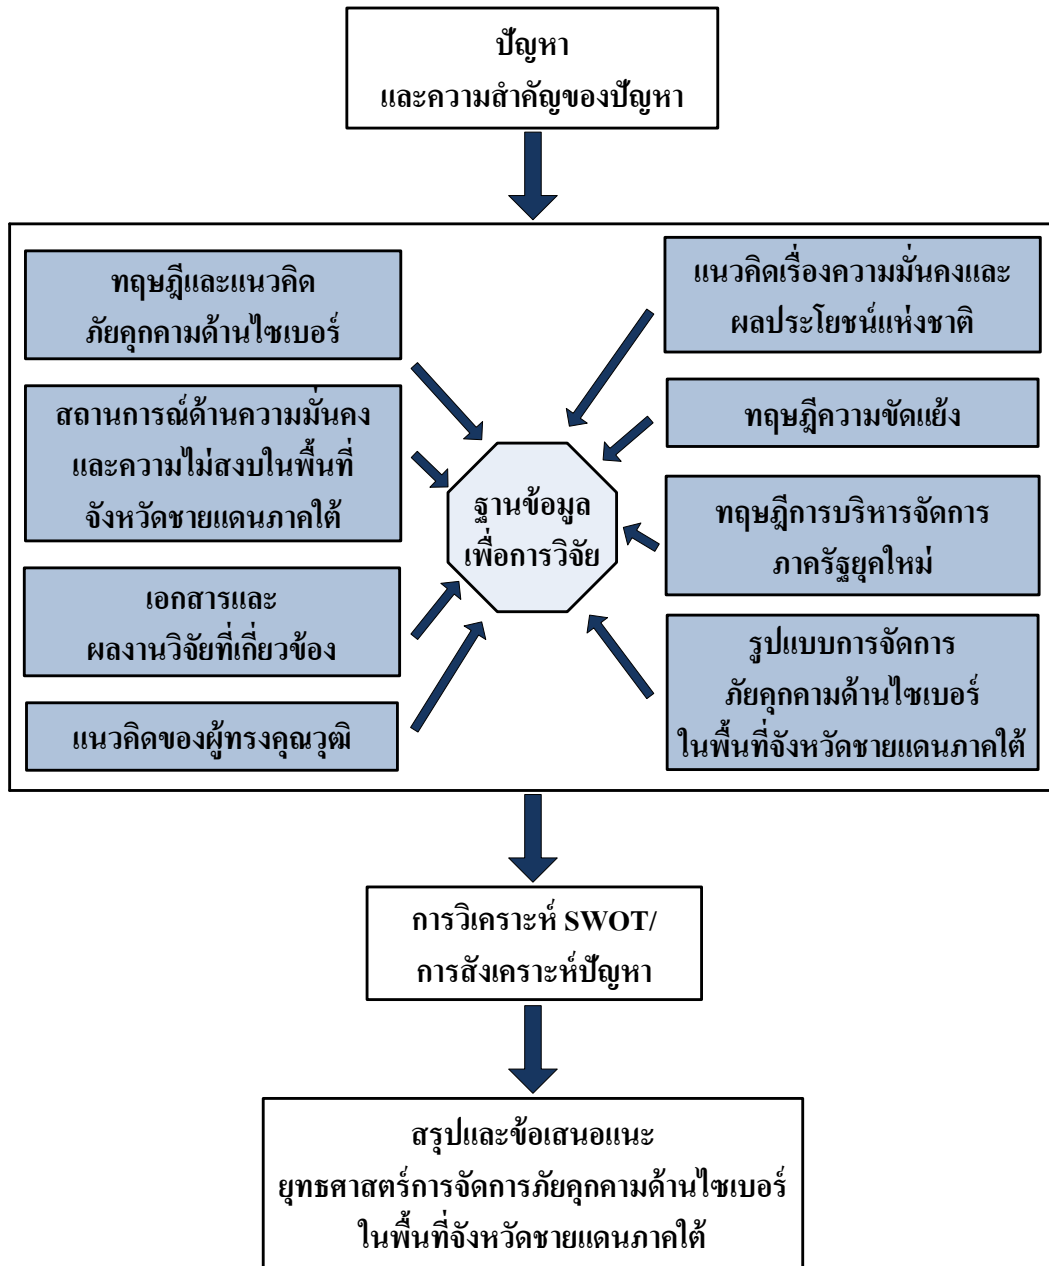 ปัญหา
และความสำคัญของปัญหา
ทฤษฎีและแนวคิด
ภัยคุกคามด้านไซเบอร์
สถานการณ์ด้านความมั่นคง
และความไม่สงบในพื้นที่
จังหวัดชายแดนภาคใต้
เอกสารและ
ผลงานวิจัยที่เกี่ยวข้อง
แนวคิดของผู้ทรงคุณวุฒิ
ฐานข้อมูล
เพื่อการวิจัย
แนวคิดเรื่องความมั่นคงและ
ผลประโยชน์แห่งชาติ
ทฤษฎีความขัดแย้ง
ทฤษฎีการบริหารจัดการ
ภาครัฐยุคใหม่
รูปแบบการจัดการ
ภัยคุกคามด้านไซเบอร์
ในพื้นที่จังหวัดชายแดนภาคใต้
การวิเคราะห์ SWOT/
การสังเคราะห์ปัญหา
สรุปและข้อเสนอแนะ
ยุทธศาสตร์การจัดการภัยคุกคามด้านไซเบอร์
ในพื้นที่จังหวัดชายแดนภาคใต้